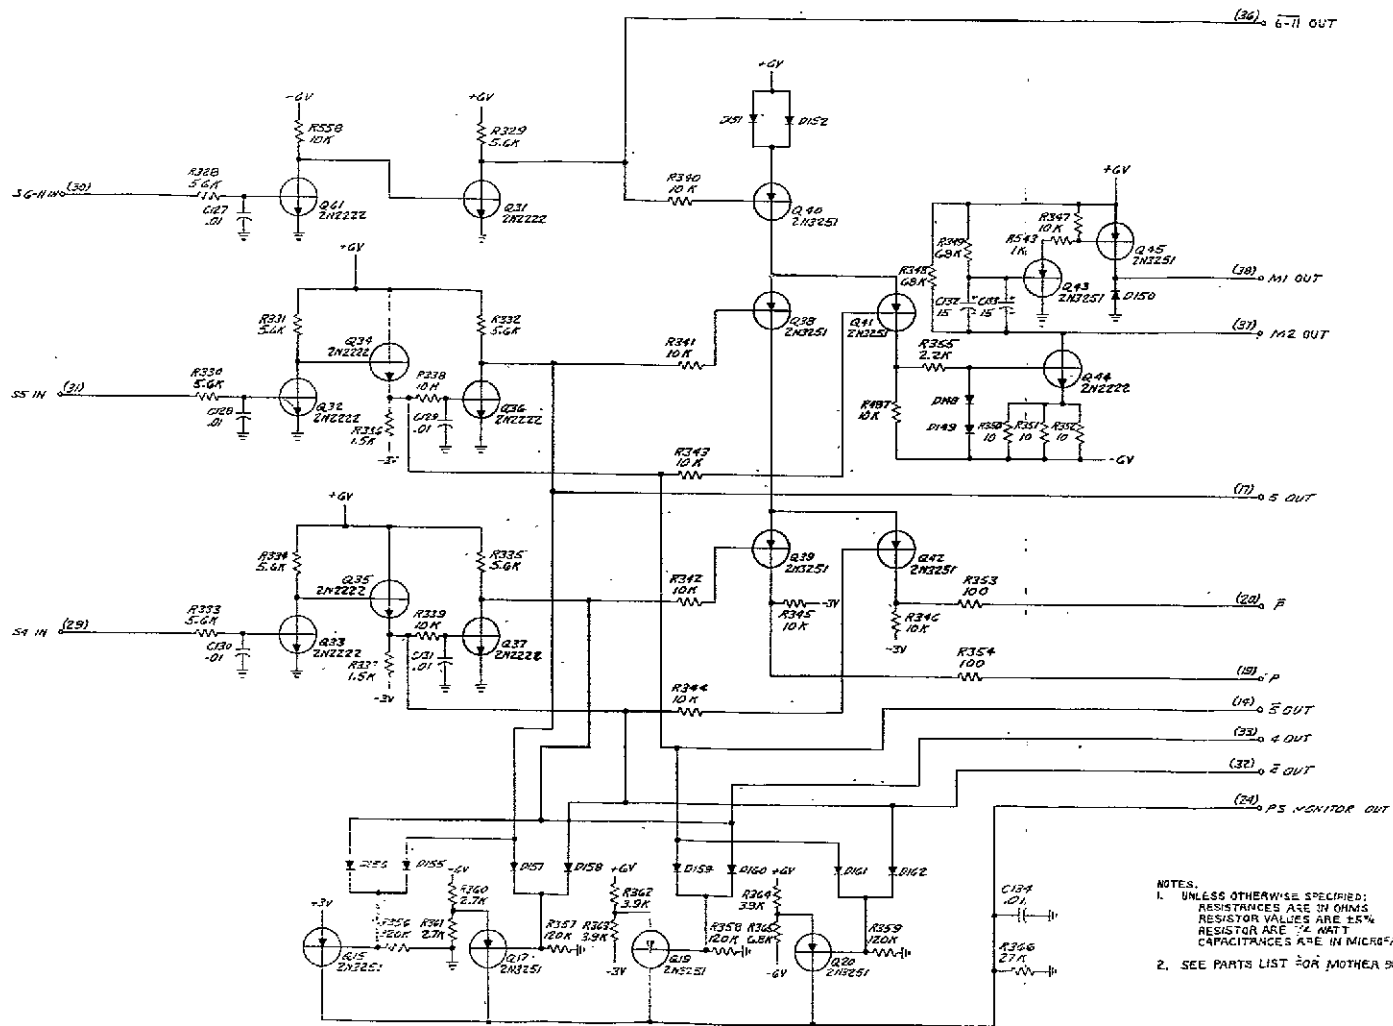 (36) 6-11 OUT
+6V
-6V
+6V
R558
10K
R329
5.6K
D151
D152
S6-11 IN (30)
R328
5.6K
C127
.01
Q61
2N2222
Q31
2N2222
R340
10K
Q40
2N3251
+6V
+6V
R331
5.6K
Q34
2N2222
R332
5.6K
R349
68K
R348
68K
R347
10K
R543
1K
Q45
2N3251
Q43
2N3251
(38) M1 OUT
D150
C132
15
15
(37) M2 OUT
Q38
2N3251
Q41
2N3251
R341
10K
R355
2.2K
Q44
2N2222
S5 IN (31)
R330
5.6K
C128
.01
Q32
2N2222
R338
10K
C129
.01
Q36
2N2222
R336
1.5K
-3V
R487
10K
D148
D149
R350
10
R351
10
R352
10
-6V
R343
10K
(17) 5 OUT
+6V
R334
5.6K
Q35
2N2222
R335
5.6K
Q39
2N3251
Q42
2N3251
R342
10K
R345
10K
-3V
R346
10K
-3V
R353
100
(20) P̅
S4 IN (29)
R333
5.6K
C130
.01
Q33
2N2222
R339
10K
C131
.01
Q37
2N2222
R337
1.5K
-3V
R354
100
(19) P
R344
10K
(14) 5̅ OUT
(33) 4 OUT
(32) OUT
(24) PS MONITOR OUT
D156
D155
D157
D158
D159
D160
D161
D162
+3V
-6V
R360
2.7K
R361
2.7K
R356
120K
Q15
2N3251
Q17
2N3251
R357
120K
+6V
R362
3.9K
R363
3.9K
-3V
Q19
2N3251
R358
120K
+6V
R364
3.9K
R365
6.8K
-6V
Q20
2N3251
R359
120K
C134
.01
R366
27K
NOTES.
1. UNLESS OTHERWISE SPECIFIED:
RESISTANCES ARE IN OHMS
RESISTOR VALUES ARE ±5%
RESISTOR ARE WATT
CAPACITANCES ARE IN
2. SEE PARTS LIST FOR MOTHER